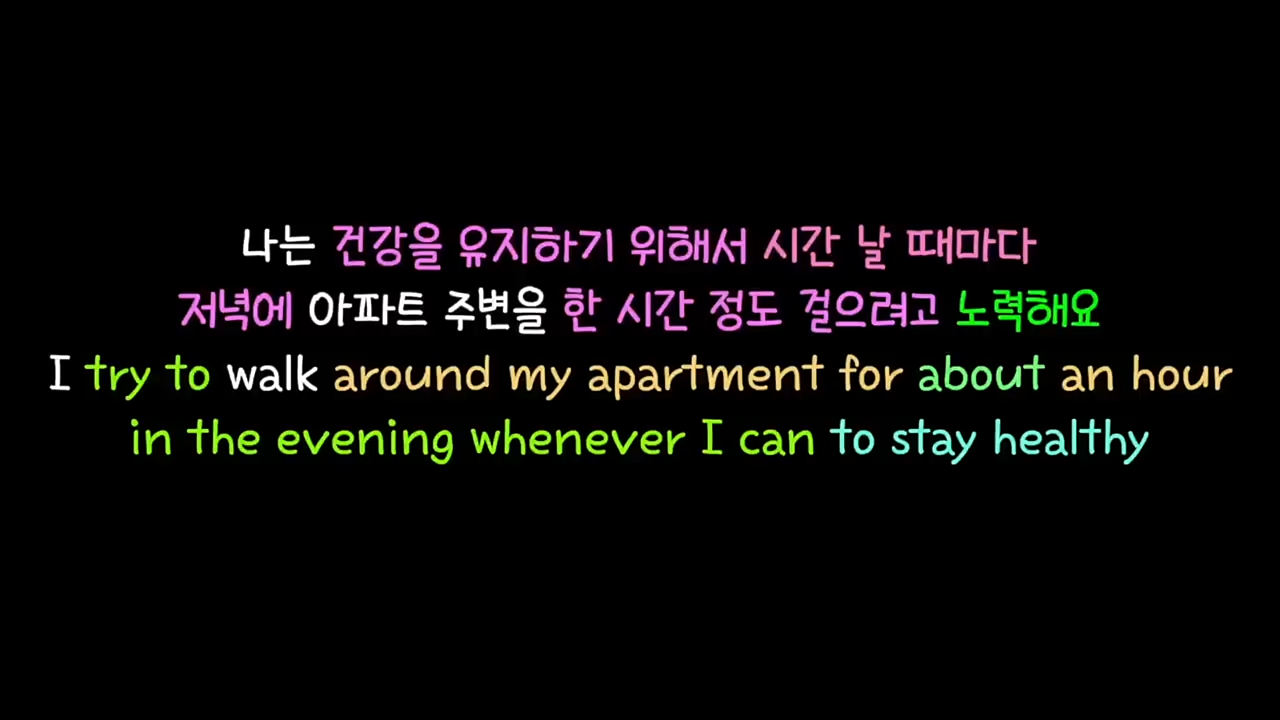 나는 건강을 유지하기 위해서 시간 날 때마다
저녁에 아파트 주변을 한 시간 정도 걸으려고 노력해요
I try to walk around my apartment for about an hour
in the evening whenever I can to stay healthy